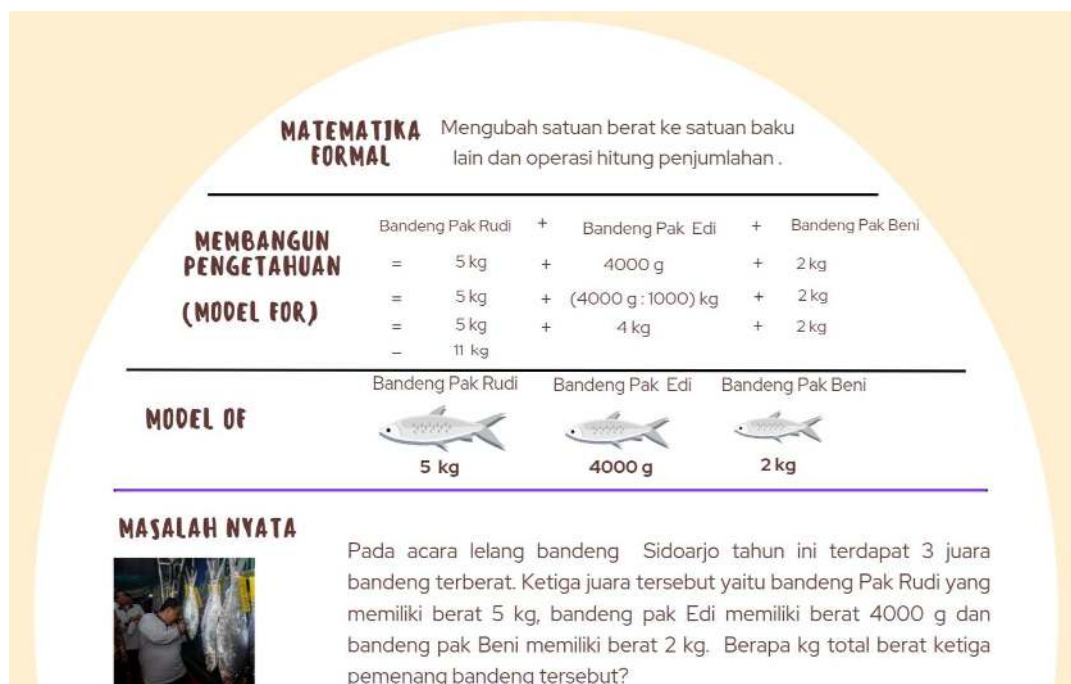 MATEMATIKA FORMAL
Mengubah satuan berat ke satuan baku
lain dan operasi hitung penjumlahan .
MEMBANGUN
PENGETAHUAN
(MODEL FOR)
Bandeng Pak Rudi + Bandeng Pak Edi + Bandeng Pak Beni
= 5 kg + 4000 g + 2 kg
= 5 kg + (4000 g : 1000) kg + 2 kg
= 5 kg + 4 kg + 2 kg
– 11 kg
MODEL OF
Bandeng Pak Rudi Bandeng Pak Edi Bandeng Pak Beni
5 kg 4000 g 2 kg
MASALAH NYATA
Pada acara lelang bandeng Sidoarjo tahun ini terdapat 3 juara
bandeng terberat. Ketiga juara tersebut yaitu bandeng Pak Rudi yang
memiliki berat 5 kg, bandeng pak Edi memiliki berat 4000 g dan
bandeng pak Beni memiliki berat 2 kg. Berapa kg total berat ketiga
pemenang bandeng tersebut?